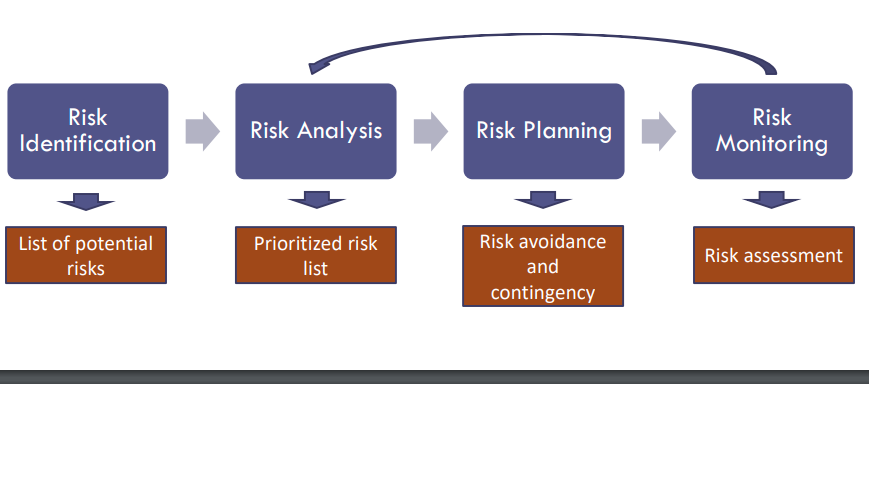 Risk
Identification
Risk Analysis
Risk Planning
Risk
Monitoring
List of potential
risks
Prioritized risk
list
Risk avoidance
and
contingency
Risk assessment